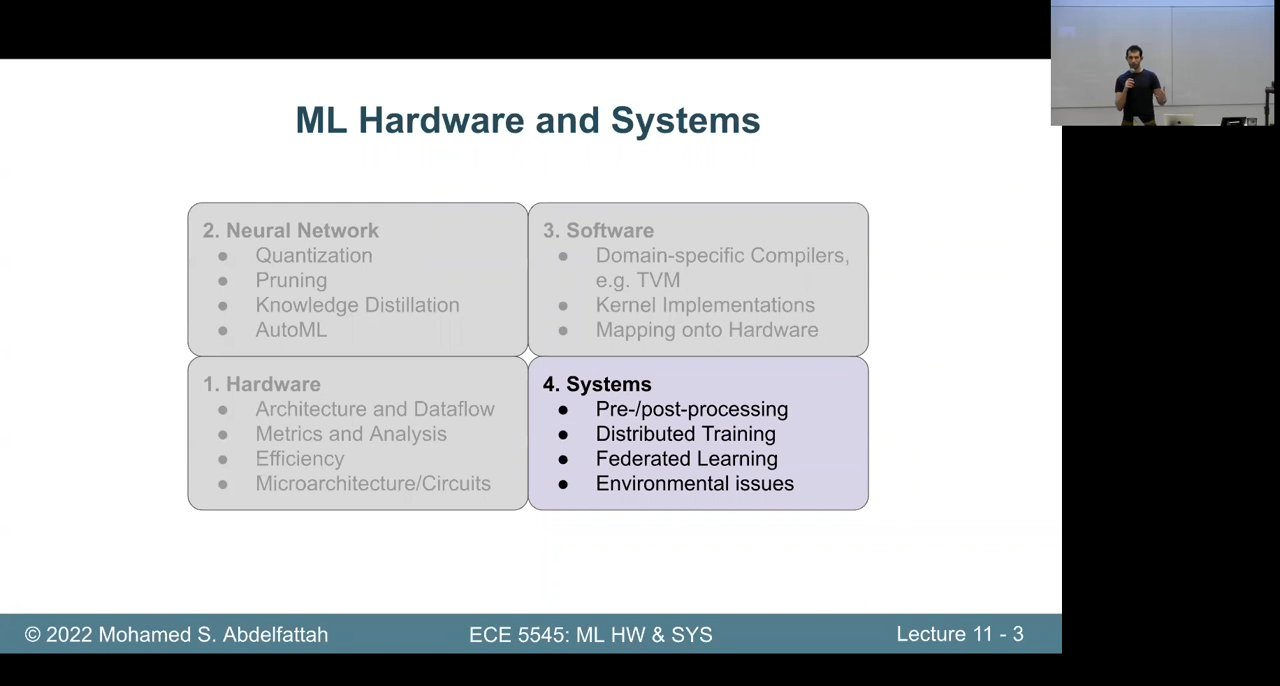 ML Hardware and Systems
2. Neural Network
● Quantization
● Pruning
● Knowledge Distillation
● AutoML
3. Software
● Domain-specific Compilers,
e.g. TVM
● Kernel Implementations
● Mapping onto Hardware
1. Hardware
● Architecture and Dataflow
● Metrics and Analysis
● Efficiency
● Microarchitecture/Circuits
4. Systems
● Pre-/post-processing
● Distributed Training
● Federated Learning
● Environmental issues
© 2022 Mohamed S. Abdelfattah
ECE 5545: ML HW & SYS
Lecture 11 - 3